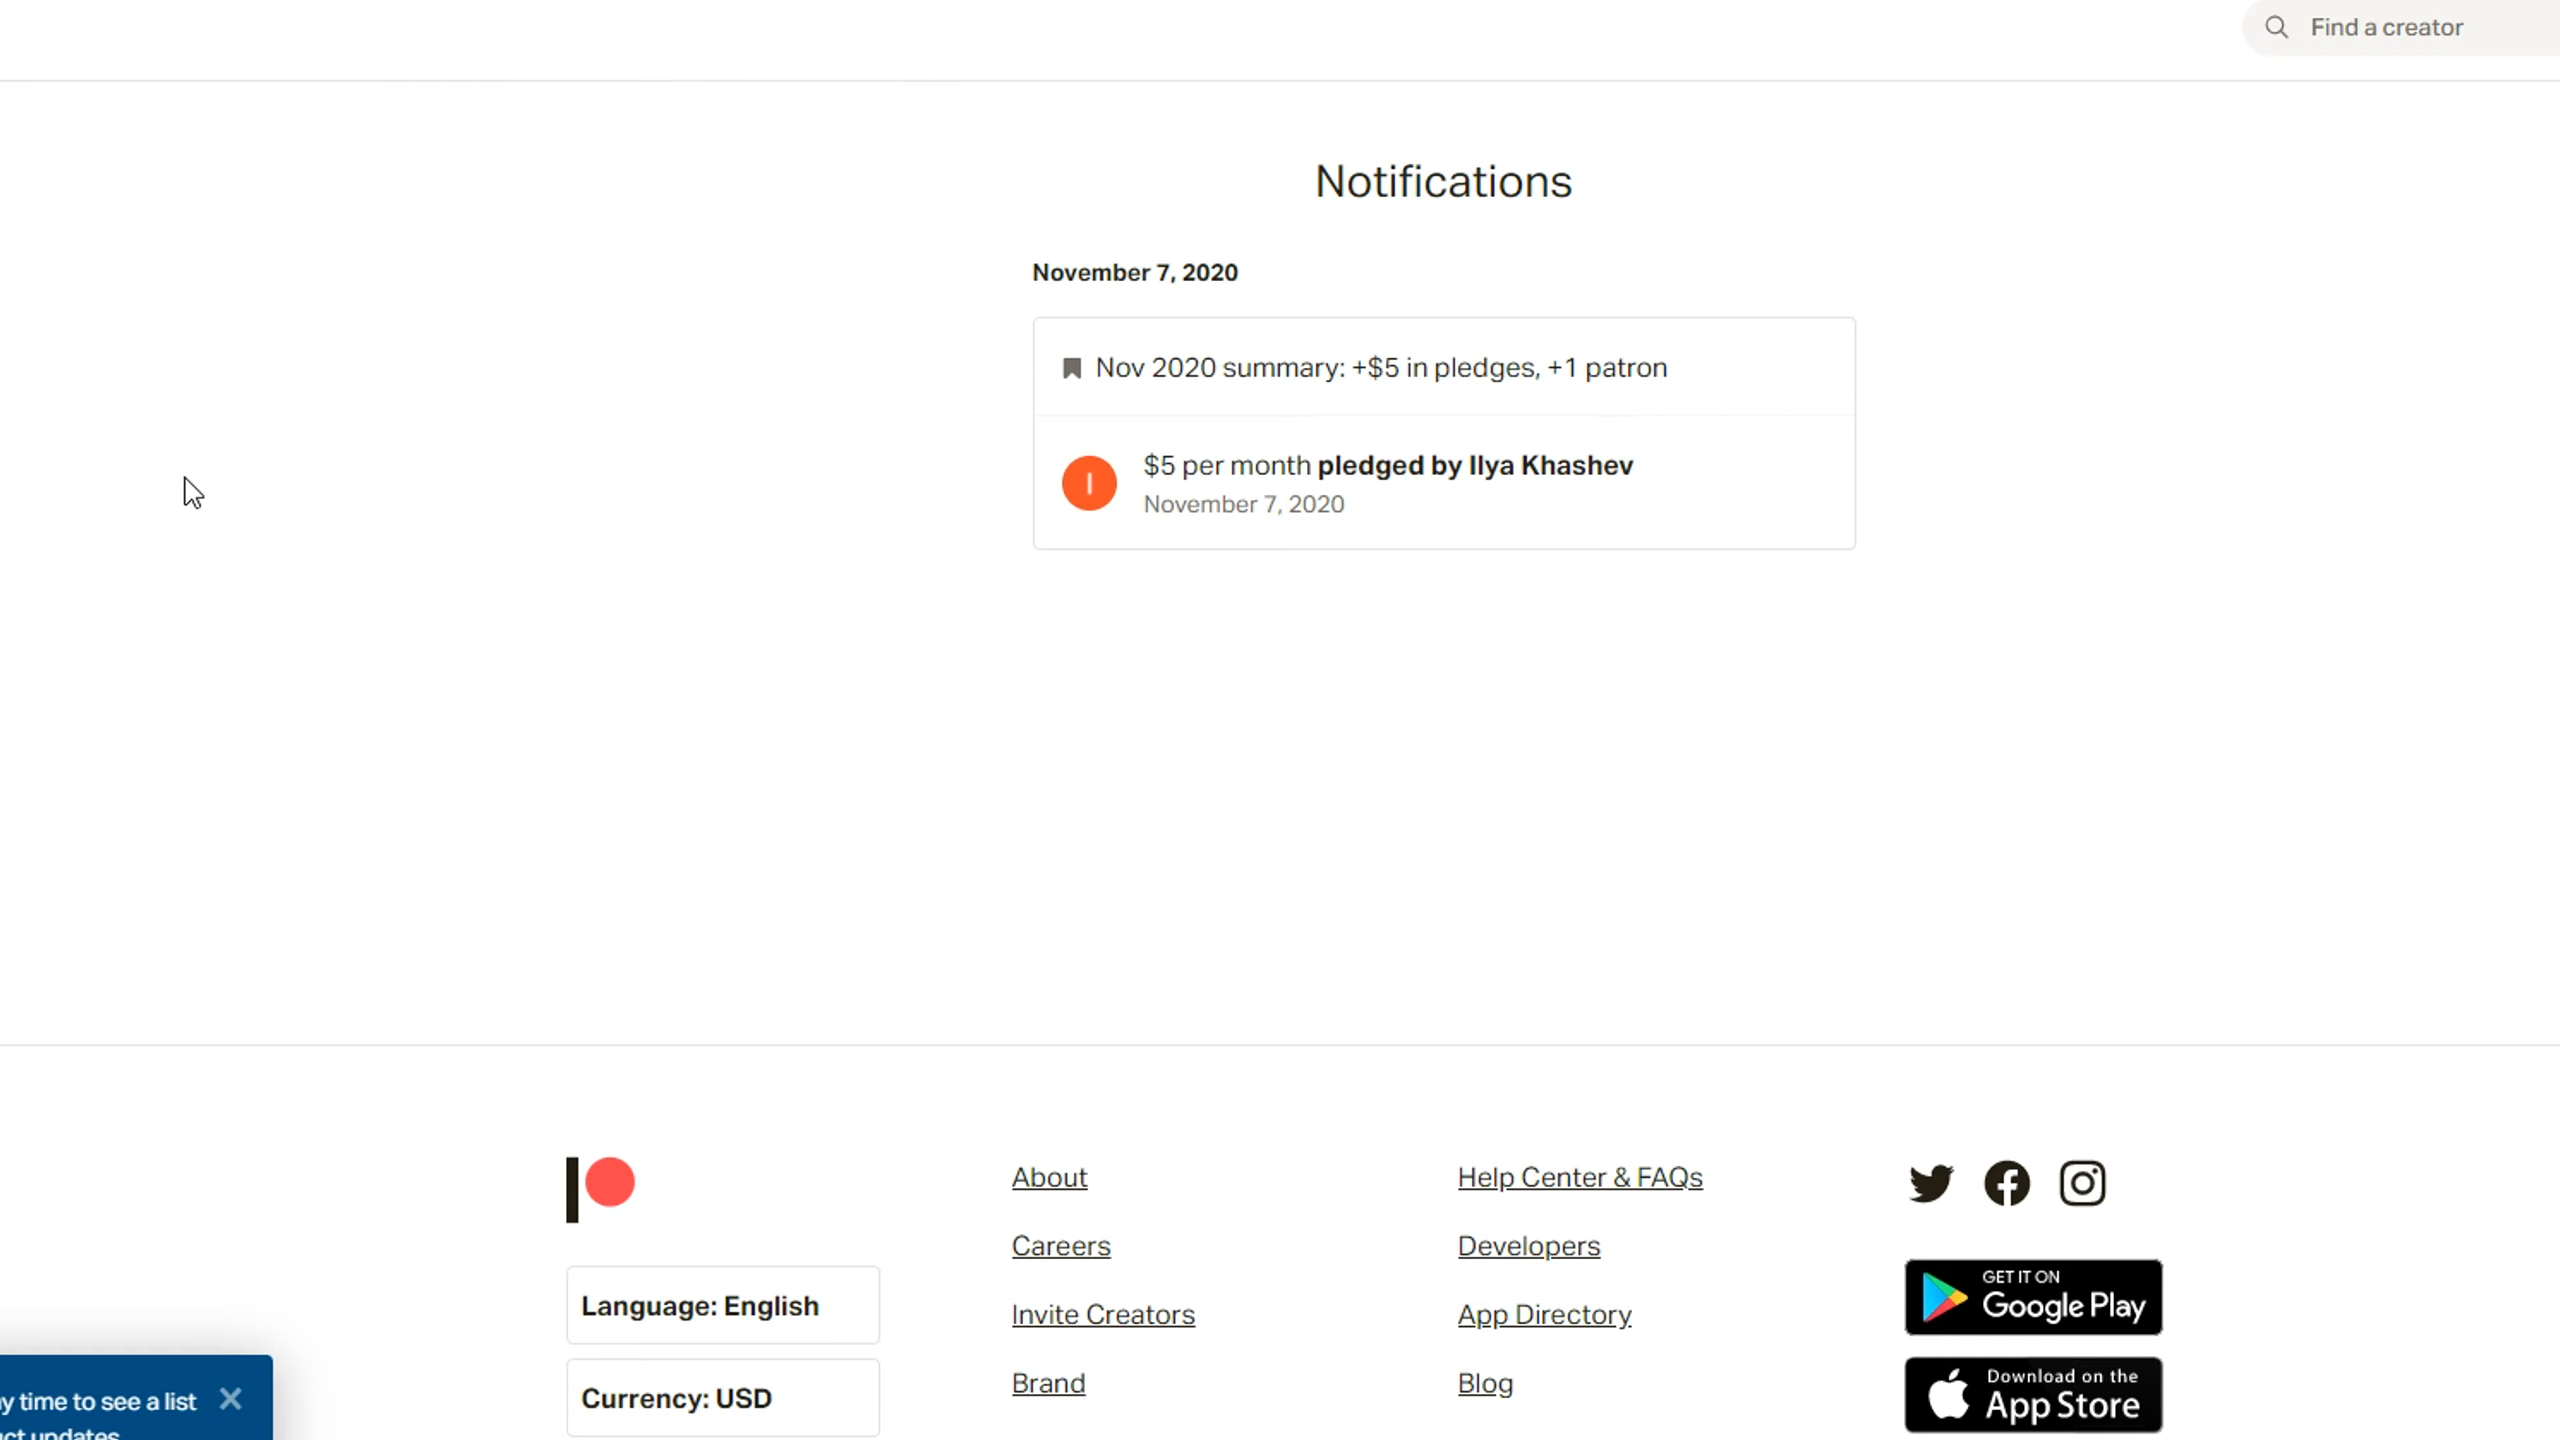 Find a creator
Notifications
November 7, 2020
Nov 2020 summary: +$5 in pledges, +1 patron
I
$5 per month pledged by Ilya Khashev
November 7, 2020
About
Careers
Invite Creators
Brand
Help Center & FAQs
Developers
App Directory
Blog
Language: English
Currency: USD
GET IT ON
Google Play
Download on the
App Store
time to see a list
updates